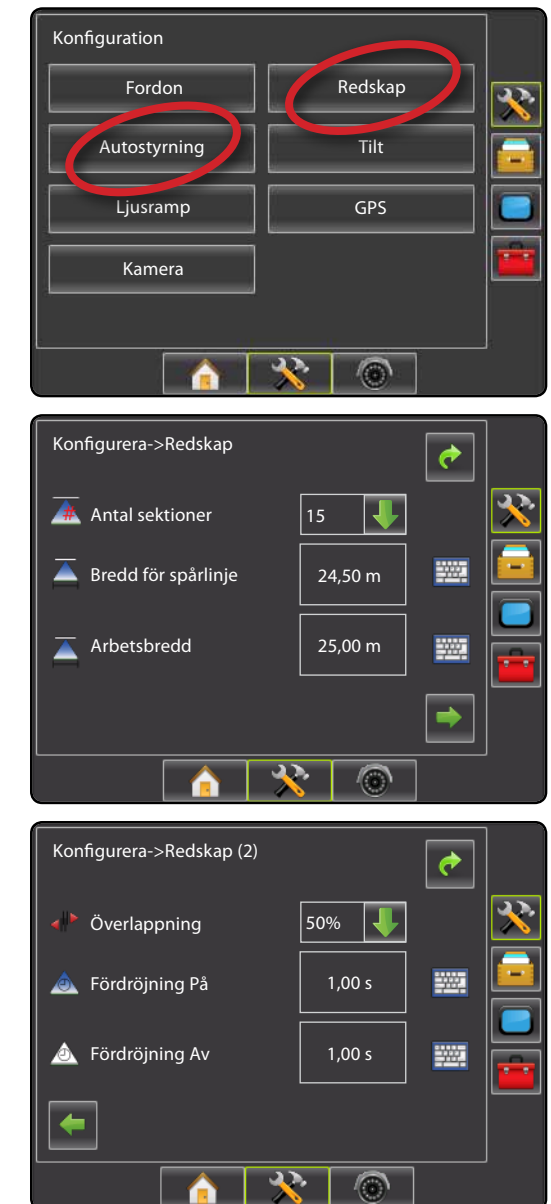 Konfiguration
Fordon Redskap
Autostyrning Tilt
Ljusramp GPS
Kamera
Konfigurera->Redskap
Antal sektioner 15
Bredd för spårlinje 24,50 m
Arbetsbredd 25,00 m
Konfigurera->Redskap (2)
Överlappning 50%
Fördröjning På 1,00 s
Fördröjning Av 1,00 s